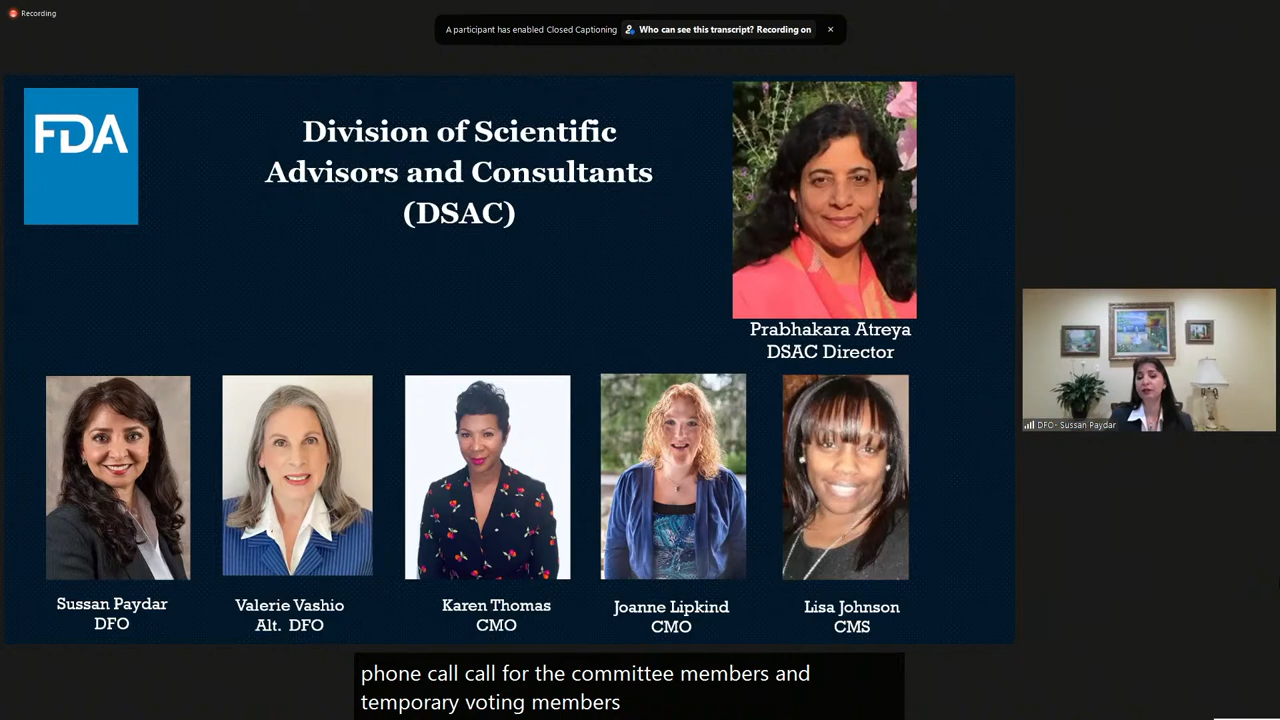 Recording
A participant has enabled Closed Captioning Who can see this transcript? Recording on
FDA
Division of Scientific
Advisors and Consultants
(DSAC)
Prabhakara Atreya
DSAC Director
DFO- Sussan Paydar
Sussan Paydar
DFO
Valerie Vashio
Alt. DFO
Karen Thomas
CMO
Joanne Lipkind
CMO
Lisa Johnson
CMS
phone call call for the committee members and
temporary voting members